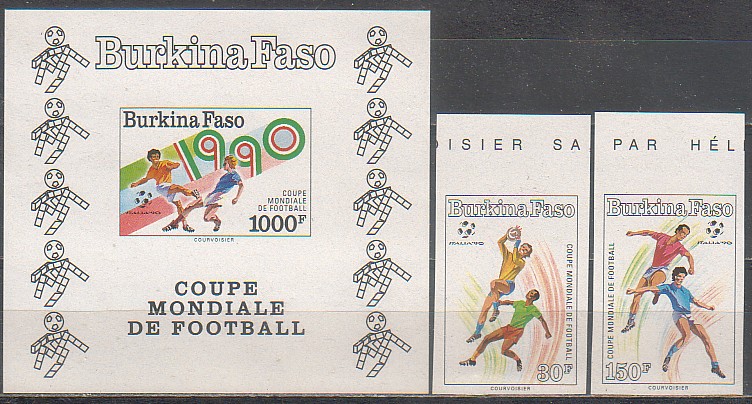 Burkina Faso
Burkina Faso
1990
ITALIA'90
COUPE
MONDIALE
DE FOOTBALL
1000F
COURVOISIER
COUPE
MONDIALE
DE FOOTBALL
OISIER SA
Burkina Faso
ITALIA'90
COUPE MONDIALE DE FOOTBALL
30F
COURVOISIER
PAR HÉLI
Burkina Faso
ITALIA'90
COUPE MONDIALE DE FOOTBALL
150F
COURVOISIER